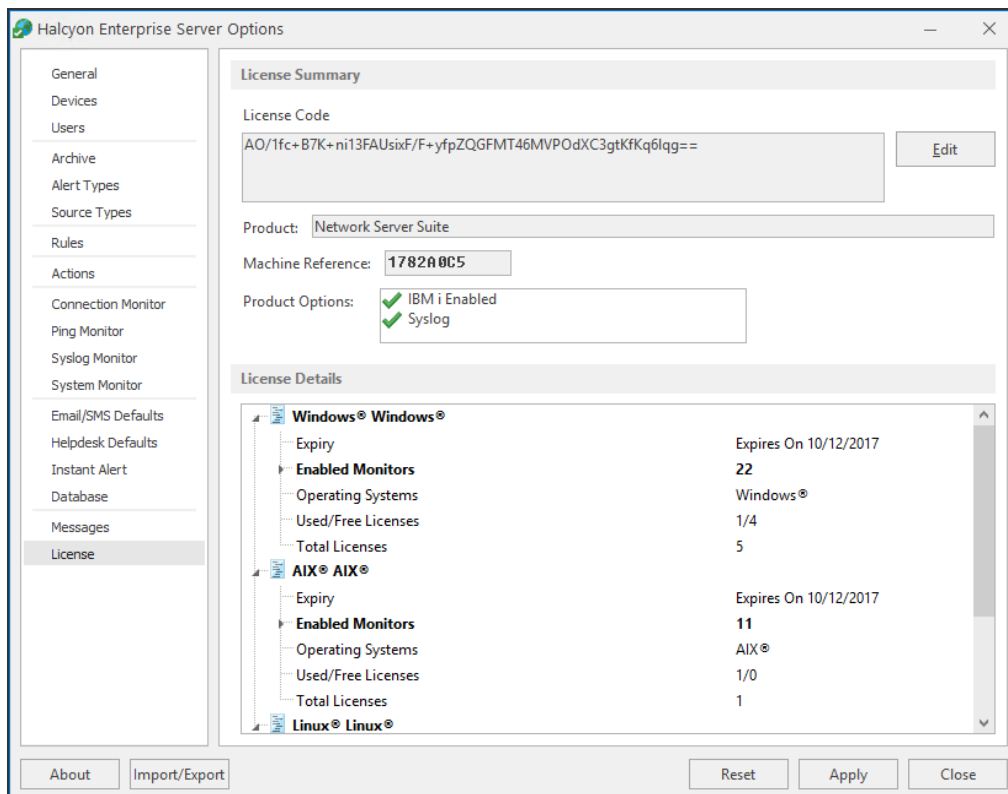 Halcyon Enterprise Server Options
General
Devices
Users
Archive
Alert Types
Source Types
Rules
Actions
Connection Monitor
Ping Monitor
Syslog Monitor
System Monitor
Email/SMS Defaults
Helpdesk Defaults
Instant Alert
Database
Messages
License
License Summary
License Code
AO/1fc+B7K+ni13FAUsixF/F+yfpZQGFMT46MVPOdXC3gtKfKq6Iqg==
Edit
Product: Network Server Suite
Machine Reference: 1782A0C5
Product Options: IBM i Enabled
Syslog
License Details
Windows® Windows®
Expiry Expires On 10/12/2017
Enabled Monitors 22
Operating Systems Windows®
Used/Free Licenses 1/4
Total Licenses 5
AIX® AIX®
Expiry Expires On 10/12/2017
Enabled Monitors 11
Operating Systems AIX®
Used/Free Licenses 1/0
Total Licenses 1
Linux® Linux®
About Import/Export Reset Apply Close